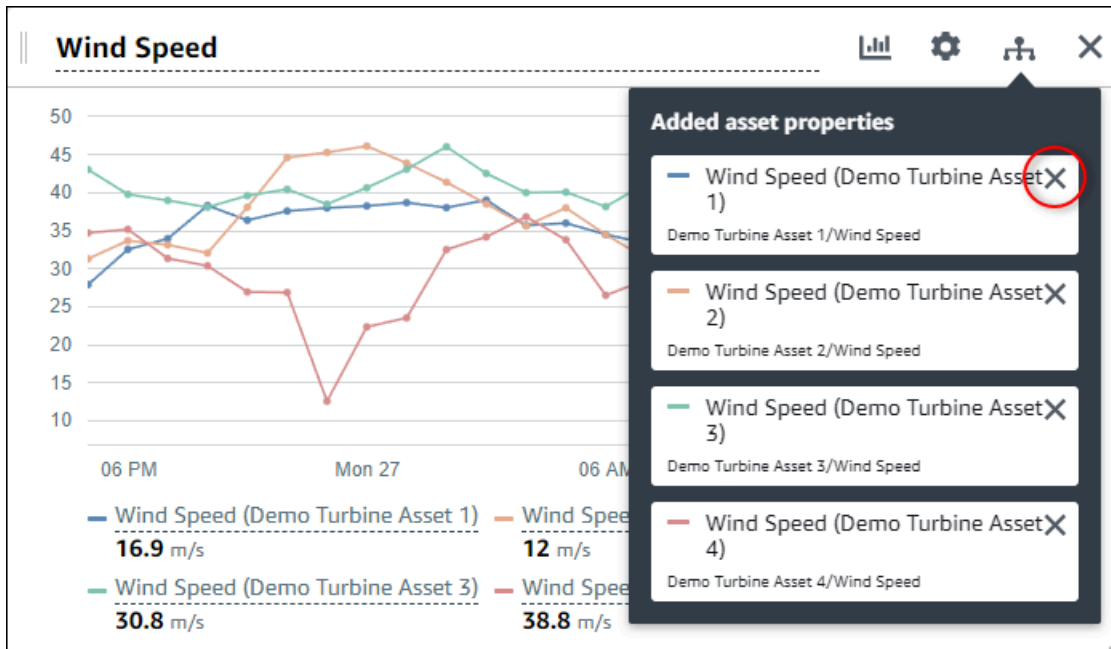 Wind Speed
Added asset properties
Wind Speed (Demo Turbine Asset
1)
Demo Turbine Asset 1/Wind Speed
Wind Speed (Demo Turbine Asset
2)
Demo Turbine Asset 2/Wind Speed
Wind Speed (Demo Turbine Asset
3)
Demo Turbine Asset 3/Wind Speed
Wind Speed (Demo Turbine Asset
4)
Demo Turbine Asset 4/Wind Speed
50
45
40
35
30
25
20
15
10
06 PM Mon 27 06 AM
Wind Speed (Demo Turbine Asset 1) Wind Spee
16.9 m/s 12 m/s
Wind Speed (Demo Turbine Asset 3) Wind Spee
30.8 m/s 38.8 m/s